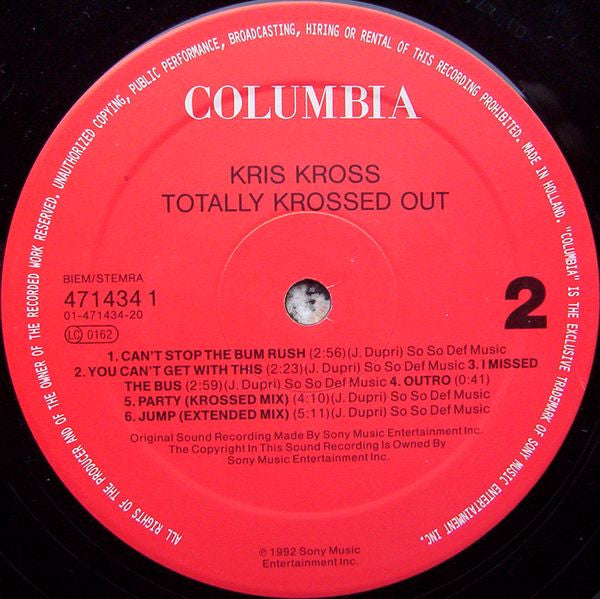 ALL RIGHTS OF THE PRODUCER AND OF THE OWNER OF THE RECORDED WORK RESERVED. UNAUTHORIZED COPYING, PUBLIC PERFORMANCE, BROADCASTING, HIRING OR RENTAL OF THIS RECORDING PROHIBITED. MADE IN HOLLAND. "COLUMBIA" IS THE EXCLUSIVE TRADEMARK OF SONY MUSIC ENTERTAINMENT INC.
COLUMBIA
KRIS KROSS
TOTALLY KROSSED OUT
BIEM/STEMRA
471434 1
01-471434-20
LC 0162
2
1. CAN'T STOP THE BUM RUSH (2:56)(J. Dupri) So So Def Music
2. YOU CAN'T GET WITH THIS (2:23)(J. Dupri) So So Def Music 3. I MISSED
THE BUS (2:59)(J. Dupri) So So Def Music 4. OUTRO (0:41)
5. PARTY (KROSSED MIX) (4:10)(J. Dupri) So So Def Music
6. JUMP (EXTENDED MIX) (5:11)(J. Dupri) So So Def Music
Original Sound Recording Made By Sony Music Entertainment Inc.
The Copyright In This Sound Recording Is Owned By
Sony Music Entertainment Inc.
℗ 1992 Sony Music
Entertainment Inc.